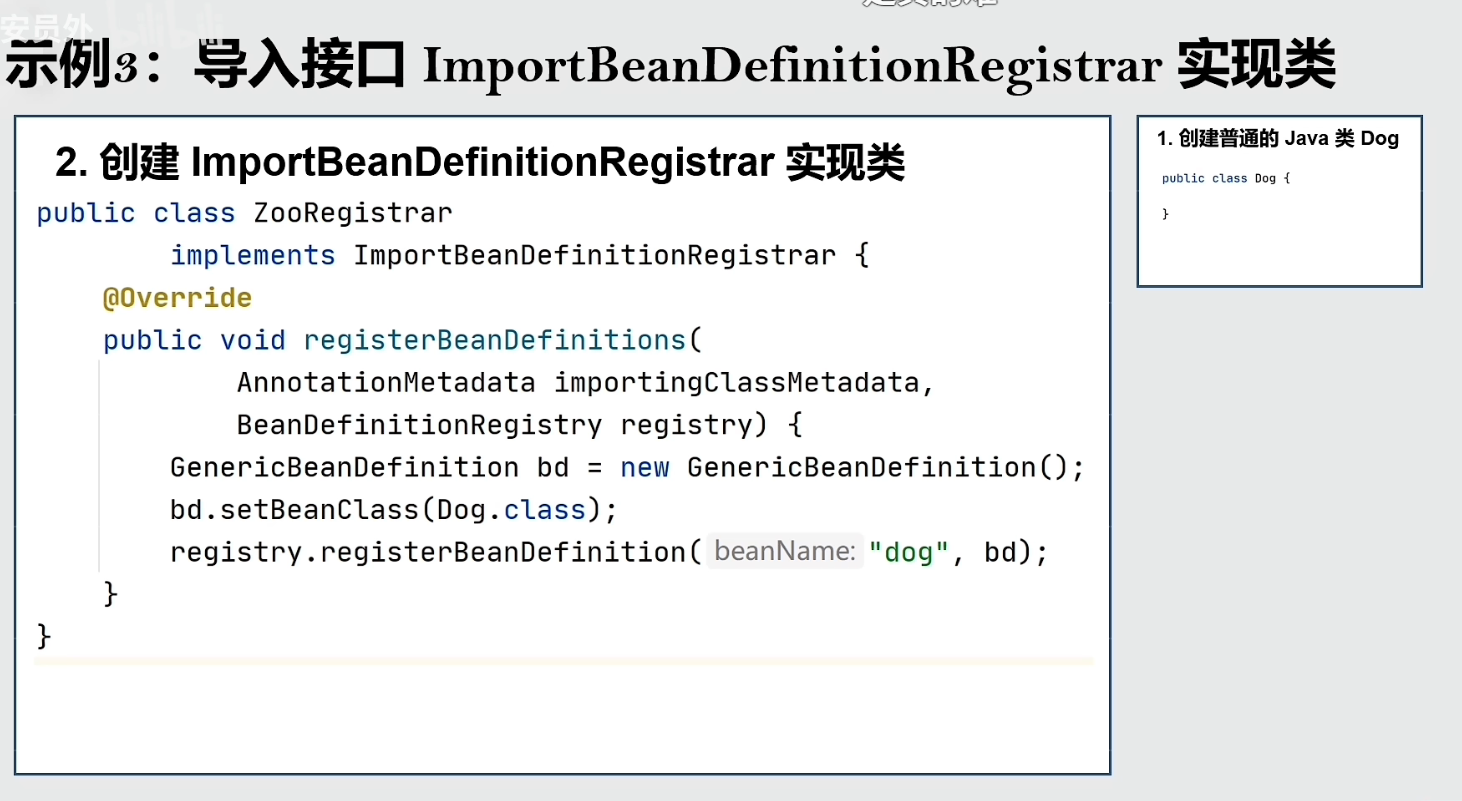 安员外 bilibili
示例3：导入接口 ImportBeanDefinitionRegistrar 实现类
2. 创建 ImportBeanDefinitionRegistrar 实现类
public class ZooRegistrar
implements ImportBeanDefinitionRegistrar {
@Override
public void registerBeanDefinitions(
AnnotationMetadata importingClassMetadata,
BeanDefinitionRegistry registry) {
GenericBeanDefinition bd = new GenericBeanDefinition();
bd.setBeanClass(Dog.class);
registry.registerBeanDefinition( beanName: "dog", bd);
}
}
1. 创建普通的 Java 类 Dog
public class Dog {
}